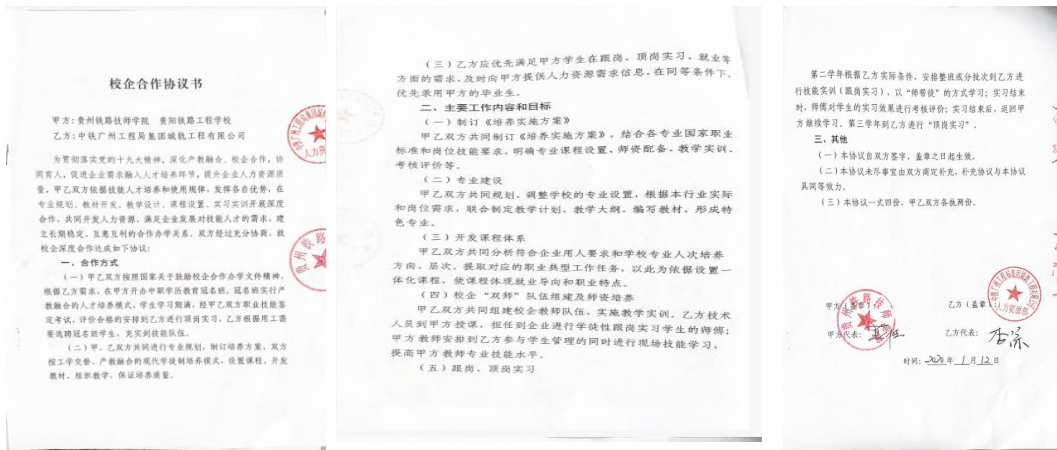 校企合作协议书
甲方：贵州铁路技师学院　贵阳铁路工程学校
乙方：中铁广州工程局集团城轨工程有限公司
为贯彻落实党的十九大精神，深化产教融合、校企合作，协
同育人，促进企业需求融入人才培养环节，提升企业人力资源质
量，甲乙双方依据技能人才培养和使用规律，发挥各自优势，在
专业规划、教材开发、教学设计、课程设置、实习实训开展深度
合作，共同开发人力资源，满足企业发展对技能人才的需求，建
立长期稳定、互惠互利的合作办学关系。双方经过充分协商，就
校企深度合作达成如下协议：
一、合作方式
（一）甲乙双方按照国家关于鼓励校企合作办学文件精神，
根据乙方需求，在甲方开办中职学历教育冠名班，冠名班实行产
教融合的人才培养模式，学生学习期满，经甲乙双方职业技能鉴
定考试，评价合格的安排到乙方进行顶岗实习，乙方根据用工需
要选聘冠名班学生，充实到技能队伍。
（二）甲、乙双方共同进行专业规划，制订培养方案，双方
按工学交替、产教融合的现代学徒制培养模式，设置课程、开发
教材、组织教学，保证培养质量。
（三）乙方应优先满足甲方学生在跟岗、顶岗实习、就业等
方面的需求，及时向甲方提供人力资源需求信息，在同等条件下，
优先录用甲方的毕业生。
二、主要工作内容和目标
（一）制订《培养实施方案》
甲乙双方共同制订《培养实施方案》，结合各专业国家职业
标准和岗位技能要求，明确专业课程设置、师资配备、教学实训、
考核评价等。
（二）专业建设
甲乙双方共同规划、调整学校的专业设置，根据本行业实际
和岗位需求，联合制定教学计划、教学大纲、编写教材，形成特
色专业。
（三）开发课程体系
甲乙双方共同分析符合企业用人要求和学校专业人次培养
方向、层次，提取对应的职业典型工作任务，以此为依据设置一
体化课程，使课程体现就业导向和职业特点。
（四）校企“双师”队伍组建及师资培养
甲乙双方共同组建校企教师队伍，实施教学实训。乙方技术
人员到甲方授课、担任到企业进行学徒性跟岗实习学生的师傅；
甲方教师安排到乙方参与学生管理的同时进行现场技能学习，
提高甲方教师专业技能水平。
（五）跟岗、顶岗实习
第二学年根据乙方实际条件，安排整班或分批次到乙方进
行技能实训（跟岗实习），以“师带徒”的方式学习；实习结束
时，师傅对学生的实习效果进行考核评价；实习结束后，返回甲
方继续学习。第三学年到乙方进行“顶岗实习”。
三、其他
（一）本协议自双方签字，盖章之日起生效。
（二）本协议未尽事宜由双方商定补充，补充协议与本协议
具同等效力。
（三）本协议一式四份，甲乙双方各执两份。
甲方（盖章）　乙方（盖章）
甲方代表：　乙方代表：
时间：2020年1月12日